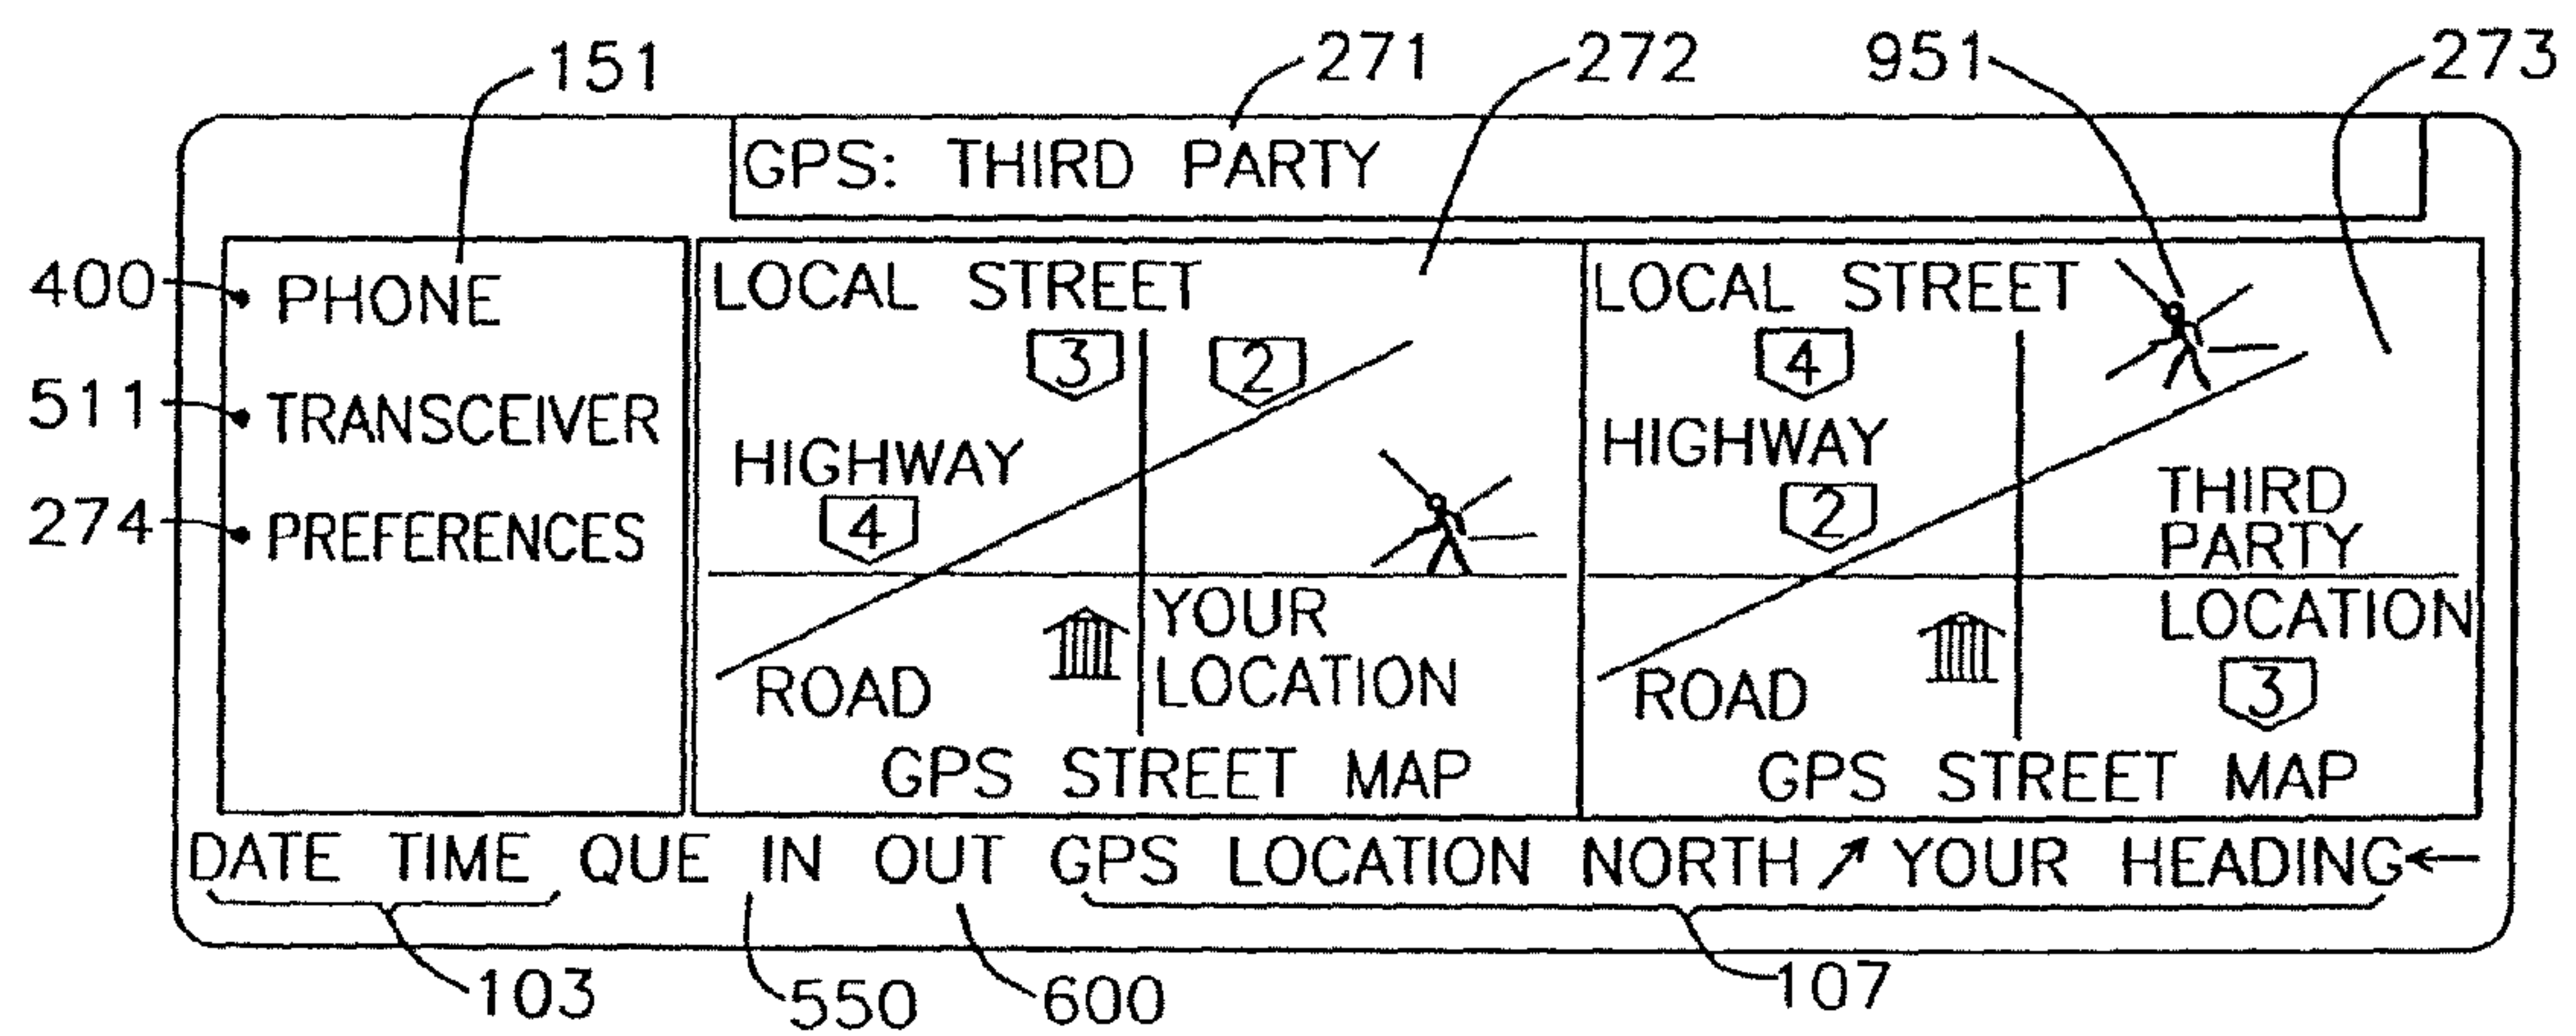 151 271 272 951 273
GPS: THIRD PARTY
400 PHONE
511 TRANSCEIVER
274 PREFERENCES
LOCAL STREET
3 2
HIGHWAY
4
YOUR
LOCATION
ROAD
GPS STREET MAP
LOCAL STREET
4
HIGHWAY
2
THIRD
PARTY
LOCATION
3
ROAD
GPS STREET MAP
DATE TIME QUE IN OUT GPS LOCATION NORTH ↗ YOUR HEADING ←
103 550 600 107